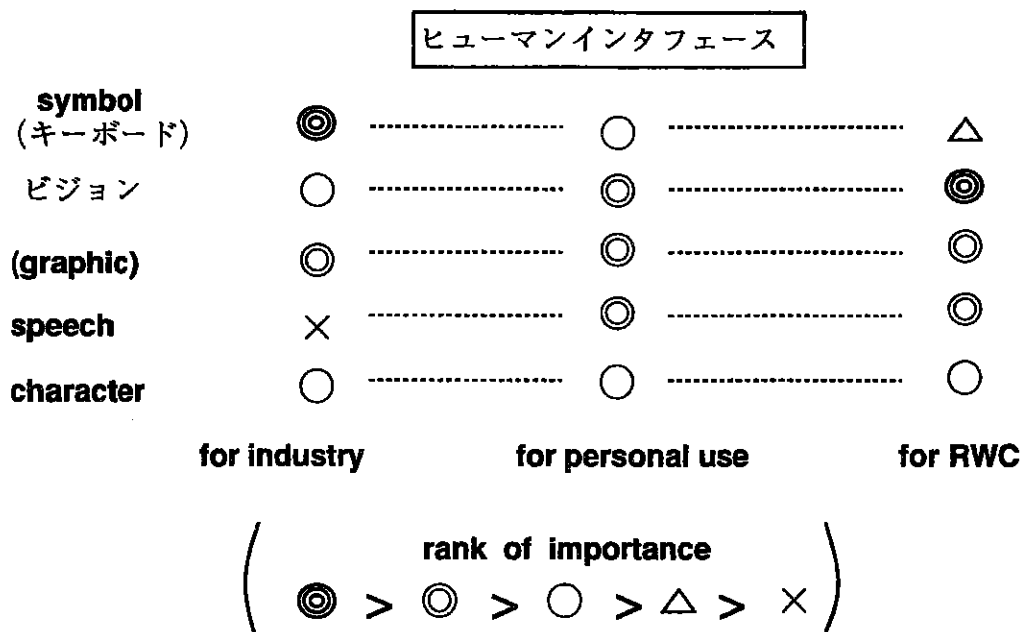 ヒューマンインタフェース
symbol
(キーボード)
ビジョン
(graphic)
speech
character
for industry for personal use for RWC
rank of importance
◎ > ◎ > ○ > △ > ×